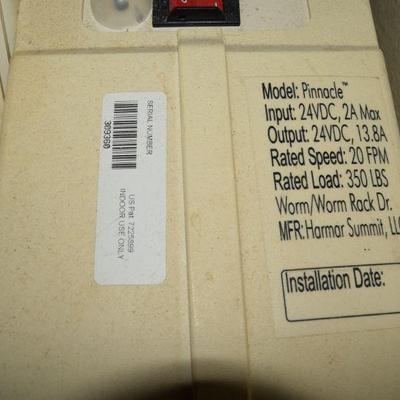 SERIAL NUMBER
309360
US Pat. 7225899
INDOOR USE ONLY
Model: Pinnacle™
Input: 24VDC, 2A Max
Output: 24VDC, 13.8A
Rated Speed: 20 FPM
Rated Load: 350 LBS
Worm/Worm Rack Dr.
MFR: Harmar Summit, LLC
Installation Date: